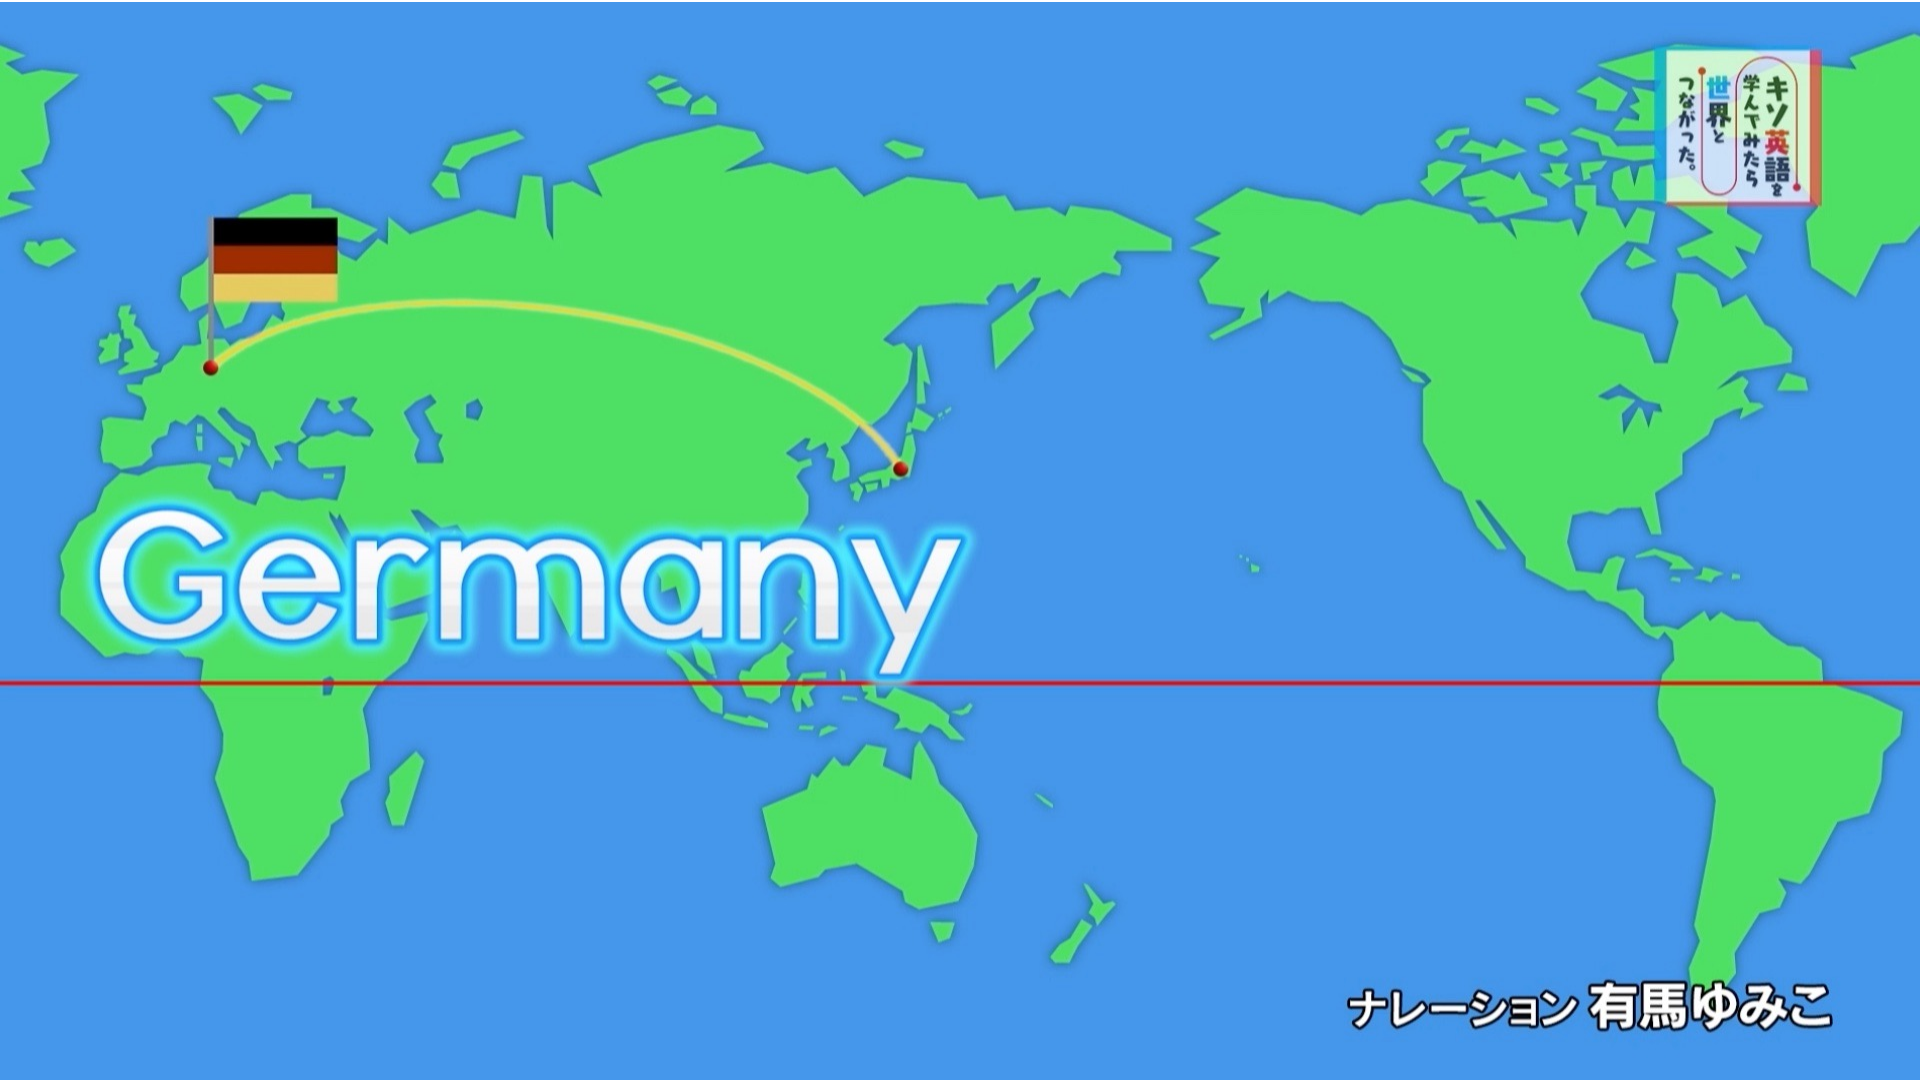 キソ英語を
学んでみたら
世界と
つながった。
Germany
ナレーション 有馬ゆみこ